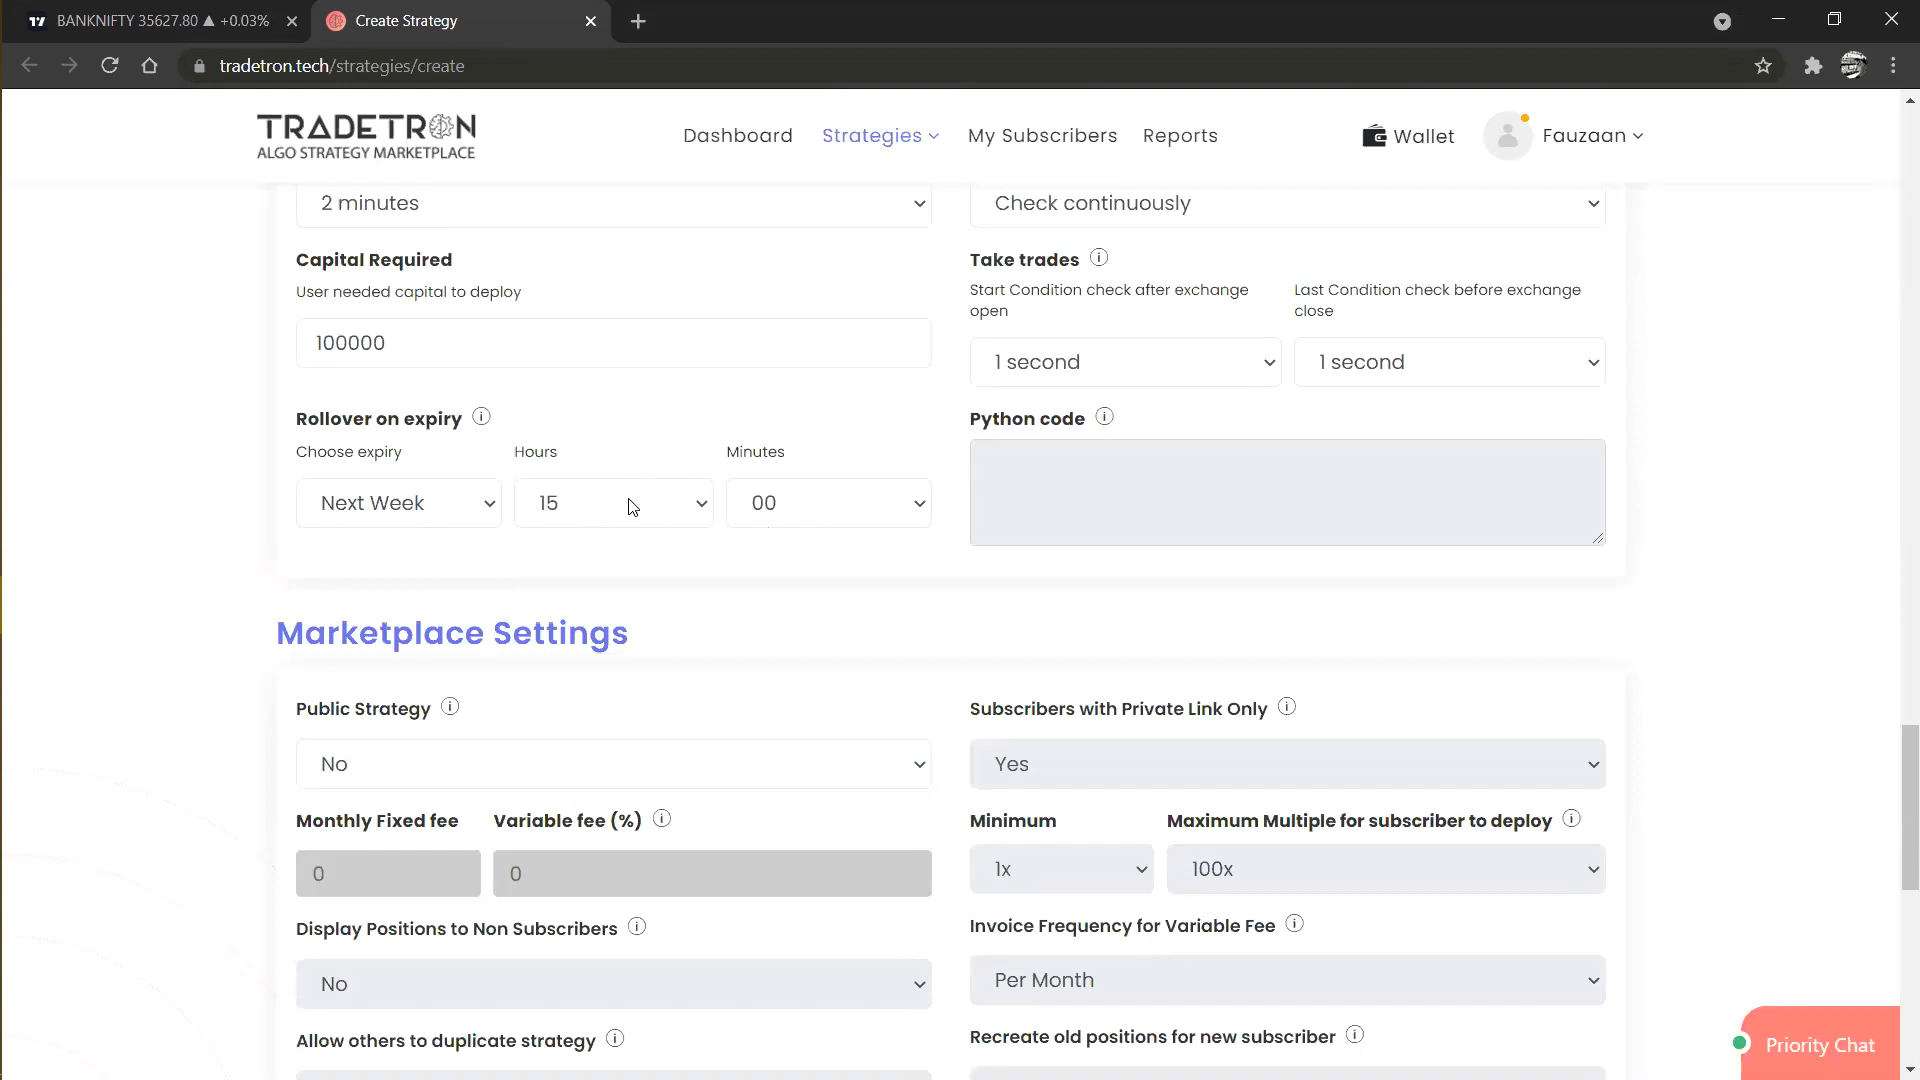 BANKNIFTY 35627.80 ▲ +0.03%
Create Strategy
tradetron.tech/strategies/create
TRADETRON
ALGO STRATEGY MARKETPLACE
Dashboard
Strategies
My Subscribers
Reports
Wallet
Fauzaan
2 minutes
Check continuously
Capital Required
User needed capital to deploy
100000
Take trades
Start Condition check after exchange
open
Last Condition check before exchange
close
1 second
1 second
Rollover on expiry
Choose expiry
Hours
Minutes
Next Week
15
00
Python code
Marketplace Settings
Public Strategy
No
Subscribers with Private Link Only
Yes
Monthly Fixed fee
Variable fee (%)
0
0
Minimum
Maximum Multiple for subscriber to deploy
1x
100x
Display Positions to Non Subscribers
No
Invoice Frequency for Variable Fee
Per Month
Allow others to duplicate strategy
Recreate old positions for new subscriber
Priority Chat